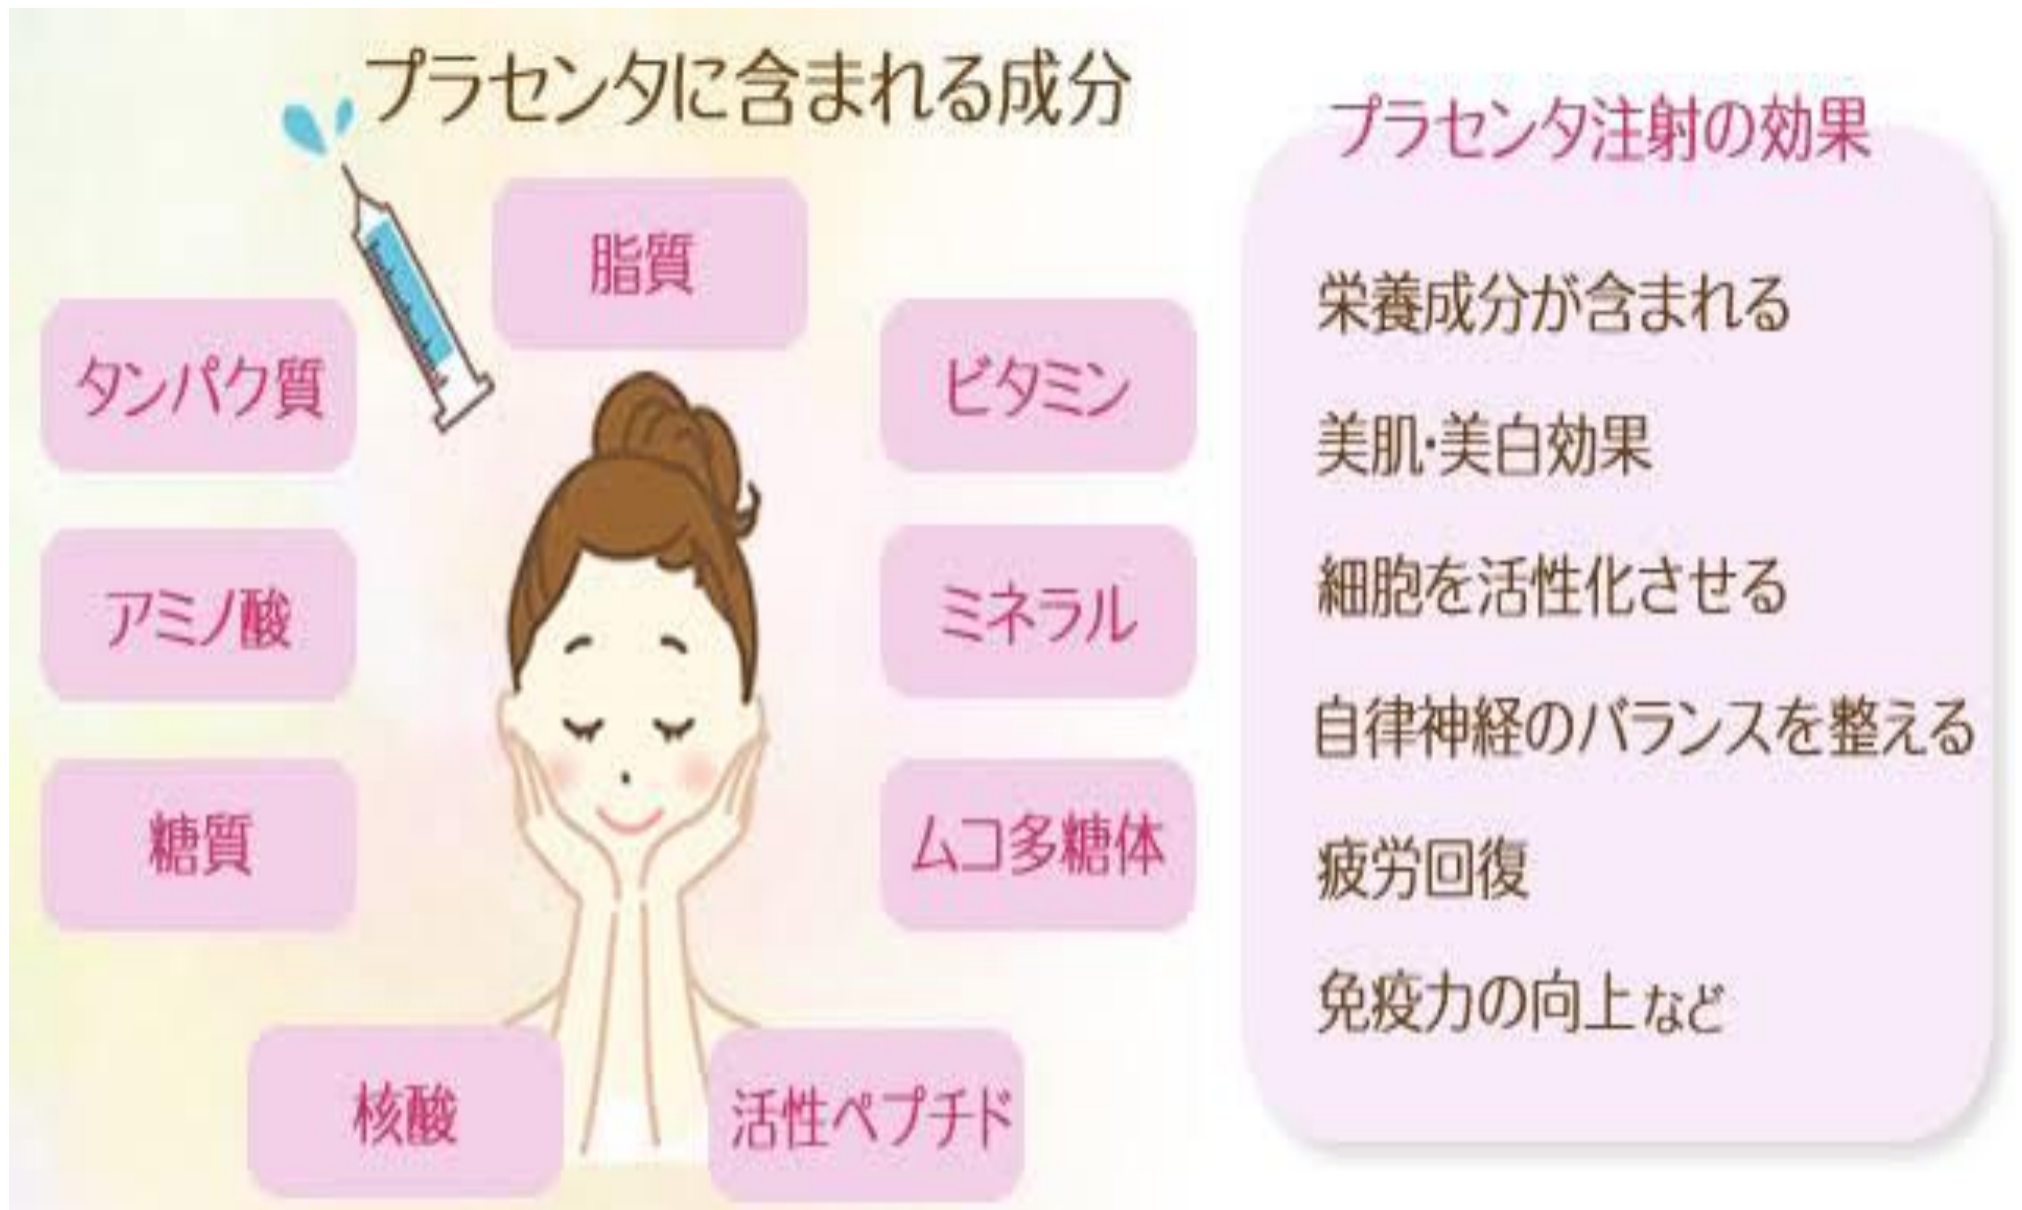 プラセンタに含まれる成分
脂質
タンパク質
ビタミン
アミノ酸
ミネラル
糖質
ムコ多糖体
核酸
活性ペプチド
プラセンタ注射の効果
栄養成分が含まれる
美肌・美白効果
細胞を活性化させる
自律神経のバランスを整える
疲労回復
免疫力の向上など